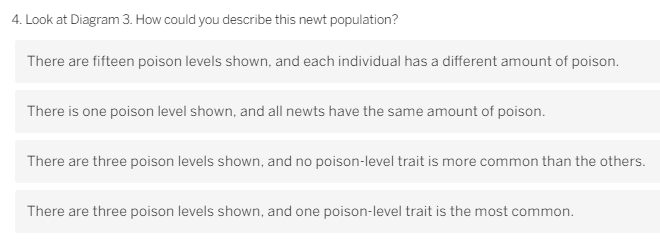 4. Look at Diagram 3. How could you describe this newt population?
There are fifteen poison levels shown, and each individual has a different amount of poison.
There is one poison level shown, and all newts have the same amount of poison.
There are three poison levels shown, and no poison-level trait is more common than the others.
There are three poison levels shown, and one poison-level trait is the most common.